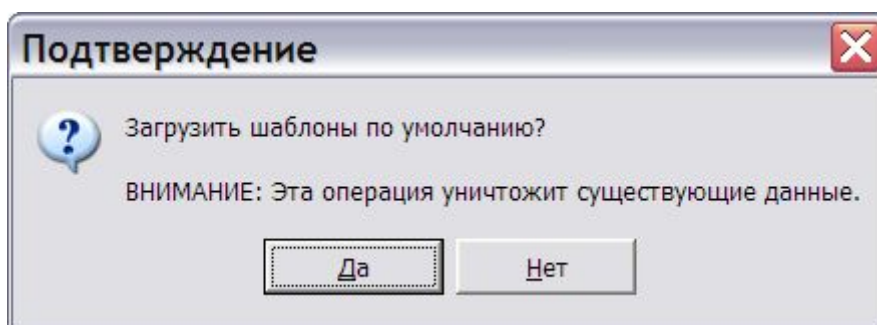 Подтверждение
Загрузить шаблоны по умолчанию?
ВНИМАНИЕ: Эта операция уничтожит существующие данные.
Да Нет